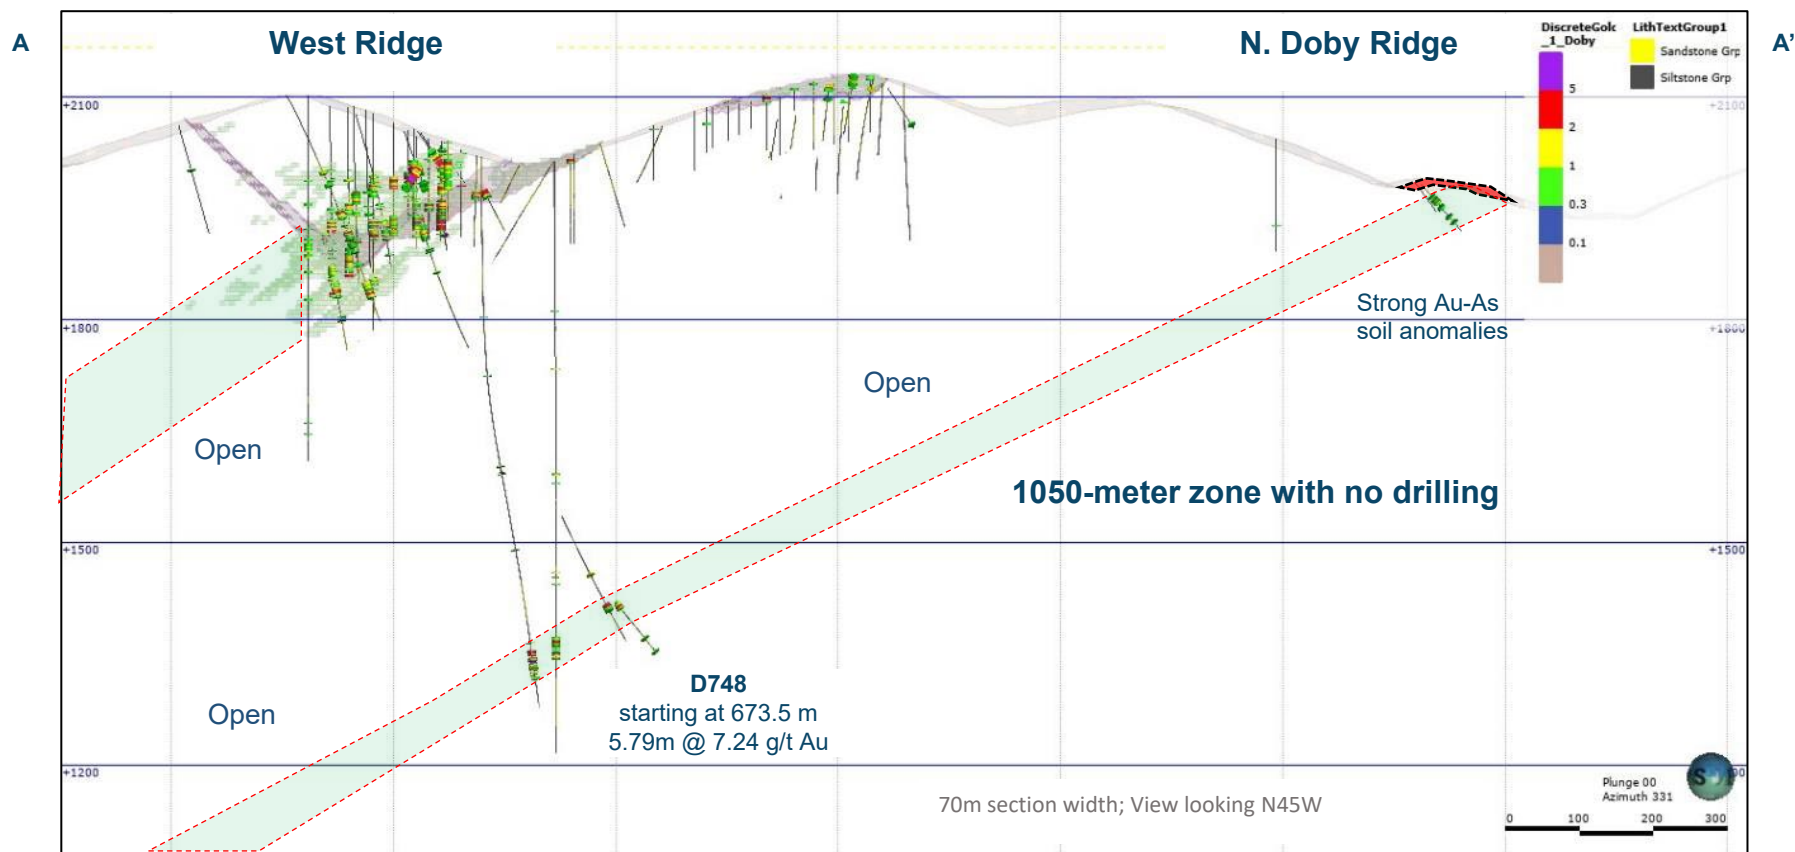 A
West Ridge
N. Doby Ridge
A'
DiscreteGolc
_1_Doby
5
2
1
0.3
0.1
LithTextGroup1
Sandstone Grp
Siltstone Grp
+2100
+2100
+1800
+1800
Strong Au-As
soil anomalies
Open
Open
1050-meter zone with no drilling
+1500
+1500
D748
starting at 673.5 m
5.79m @ 7.24 g/t Au
Open
+1200
70m section width; View looking N45W
Plunge 00
Azimuth 331
0 100 200 300